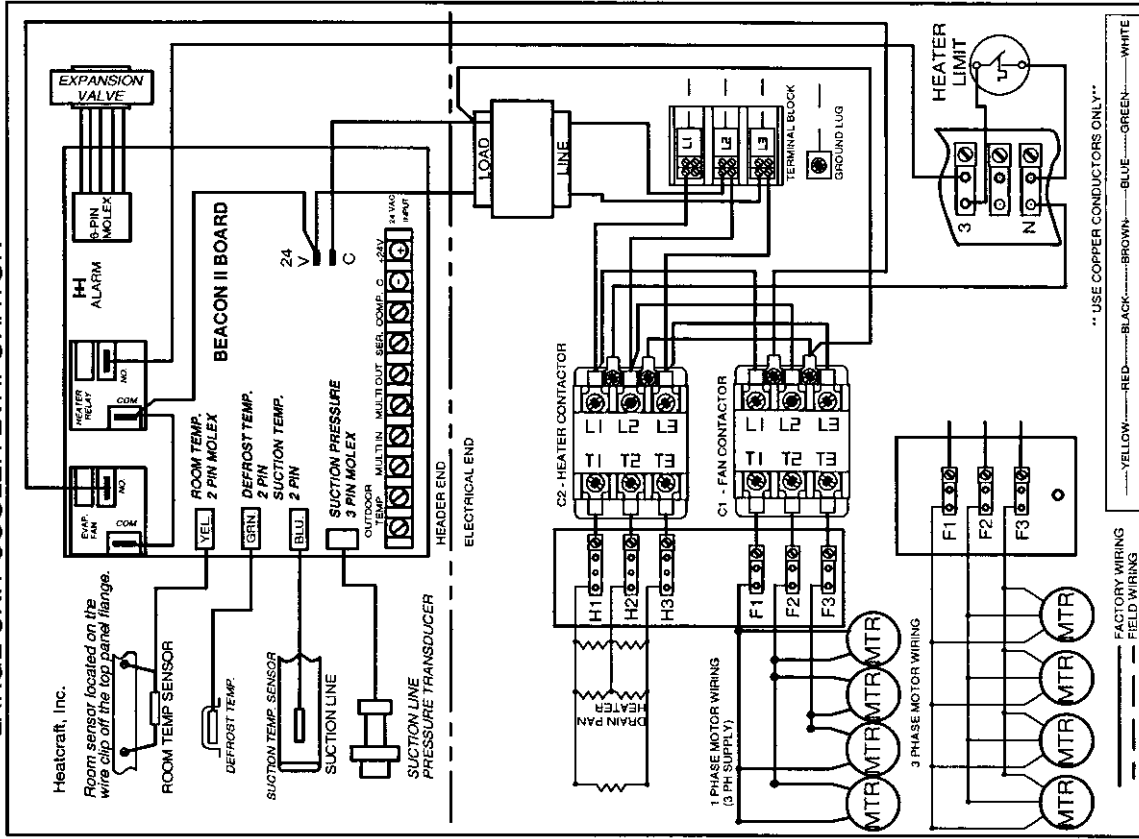 Heatcraft, Inc.
Room sensor located on the
wire clip off the top panel flange.
ROOM TEMP SENSOR
DEFROST TEMP.
SUCTION TEMP. SENSOR
SUCTION LINE
SUCTION LINE
PRESSURE TRANSDUCER
EVAP.
FAN
NO.
COM
HEATER
RELAY
NO.
COM
ALARM
6-PIN
MOLEX
EXPANSION
VALVE
BEACON II BOARD
24
V
C
YEL.
ROOM TEMP.
2 PIN MOLEX
GRN
DEFROST TEMP.
2 PIN
BLU.
SUCTION TEMP.
2 PIN
SUCTION PRESSURE
3 PIN MOLEX
OUTDOOR
TEMP
MULTI IN
MULTI OUT
SER.
COMP.
C
+24V
24 VAC
INPUT
HEADER END
ELECTRICAL END
LOAD
LINE
L1
L2
L3
TERMINAL BLOCK
GROUND LUG
HEATER
LIMIT
3
N
C2 - HEATER CONTACTOR
L1 L2 L3
T1 T2 T3
C1 - FAN CONTACTOR
L1 L2 L3
T1 T2 T3
H1
H2
H3
F1
F2
F3
DRAIN PAN
HEATER
1 PHASE MOTOR WIRING
(3 PH SUPPLY)
MTR
MTR
MTR
MTR
3 PHASE MOTOR WIRING
F1
F2
F3
MTR
MTR
MTR
MTR
** USE COPPER CONDUCTORS ONLY**
YELLOW RED BLACK BROWN BLUE GREEN WHITE
FACTORY WIRING
FIELD WIRING